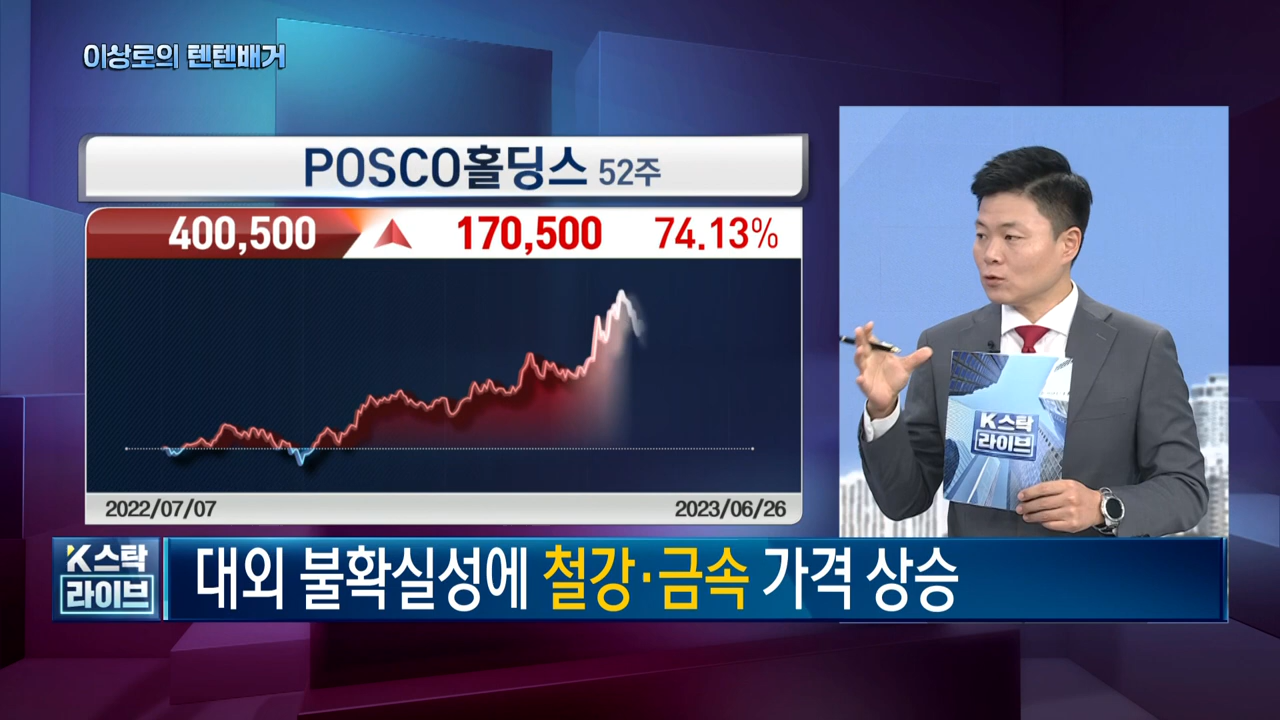 이상로의 텐텐배거
POSCO홀딩스 52주
400,500 ▲ 170,500 74.13%
2022/07/07 2023/06/26
K스탁
라이브
K스탁
라이브
대외 불확실성에 철강·금속 가격 상승